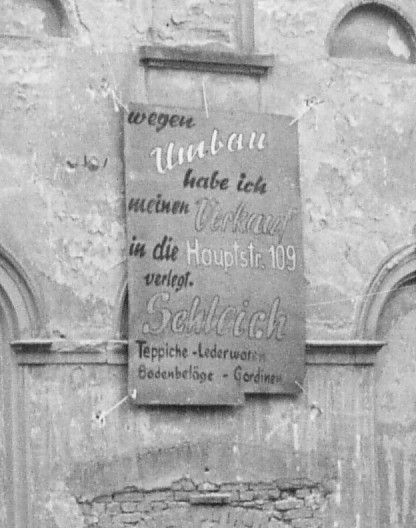 wegen
Umbau
habe ich
meinen Verkauf
in die Hauptstr. 109
verlegt.
Schleich
Teppiche - Lederwaren
Bodenbeläge - Gardinen